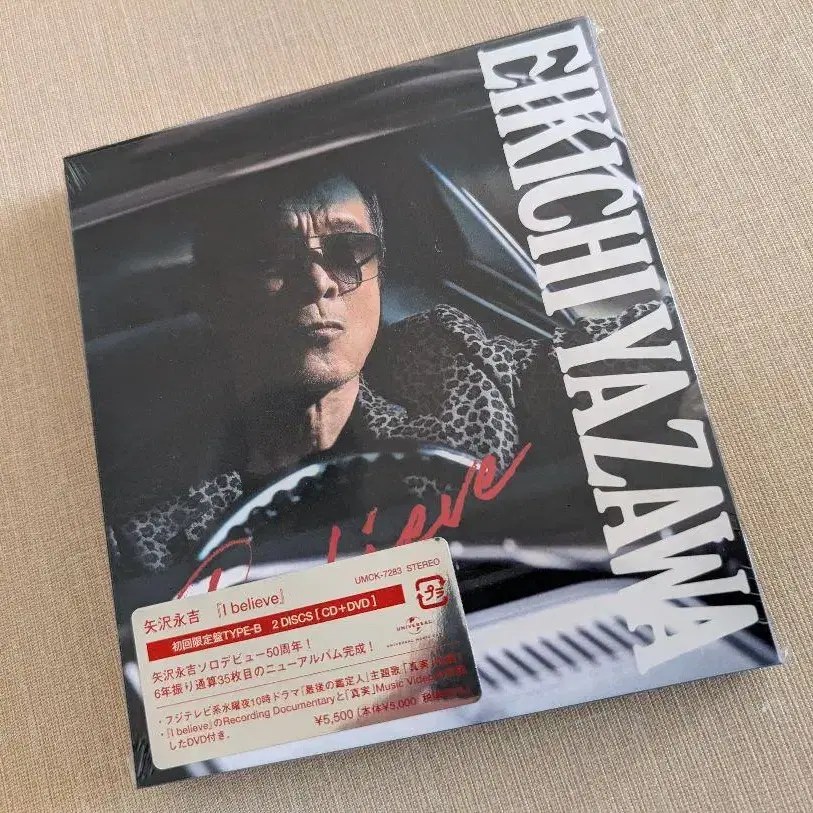 EIKICHI YAZAWA
believe
UMCK-7283 STEREO
矢沢永吉 『I believe』
初回限定盤TYPE-B 2 DISCS [CD+DVD]
UNIVERSAL
矢沢永吉ソロデビュー50周年！
6年振り通算35枚目のニューアルバム完成！
・フジテレビ系水曜夜10時ドラマ『最後の鑑定人』主題歌「真実」
・『I believe』のRecording Documentaryと「真実」Music Video
したDVD付き。
¥5,500 (本体¥5,000